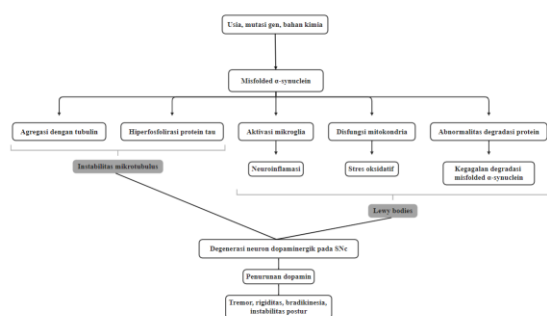 Usia, mutasi gen, bahan kimia
Misfolded α-synuclein
Agregasi dengan tubulin
Hiperfosfolirasi protein tau
Aktivasi mikroglia
Disfungsi mitokondria
Abnormalitas degradasi protein
Instabilitas mikrotubulus
Neuroinflamasi
Stres oksidatif
Kegagalan degradasi
misfolded α-synuclein
Lewy bodies
Degenerasi neuron dopaminergik pada SNc
Penurunan dopamin
Tremor, rigiditas, bradikinesia,
instabilitas postur